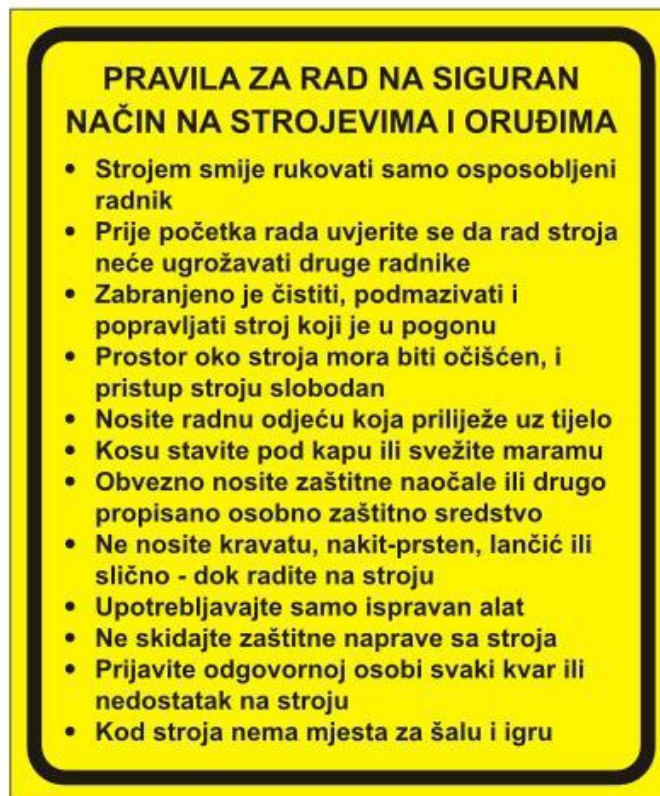 PRAVILA ZA RAD NA SIGURAN
NAČIN NA STROJEVIMA I ORUĐIMA
• Strojem smije rukovati samo osposobljeni
radnik
• Prije početka rada uvjerite se da rad stroja
neće ugrožavati druge radnike
• Zabranjeno je čistiti, podmazivati i
popravljati stroj koji je u pogonu
• Prostor oko stroja mora biti očišćen, i
pristup stroju slobodan
• Nosite radnu odjeću koja priliježe uz tijelo
• Kosu stavite pod kapu ili svežite maramu
• Obvezno nosite zaštitne naočale ili drugo
propisano osobno zaštitno sredstvo
• Ne nosite kravatu, nakit-prsten, lančić ili
slično - dok radite na stroju
• Upotrebljavajte samo ispravan alat
• Ne skidajte zaštitne naprave sa stroja
• Prijavite odgovornoj osobi svaki kvar ili
nedostatak na stroju
• Kod stroja nema mjesta za šalu i igru